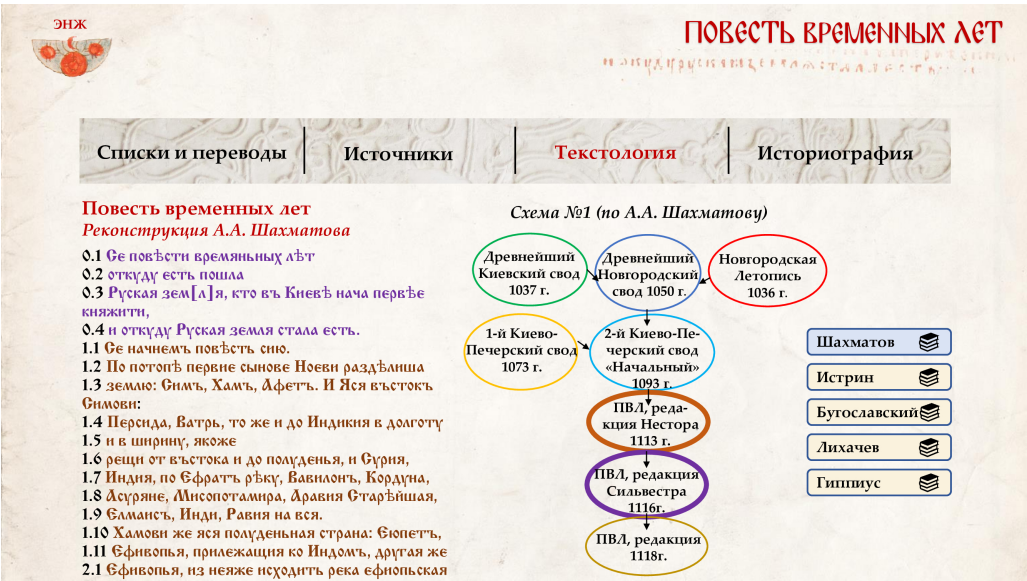 ЭНЖ
ПОВЕСТЬ ВРЕМЕННЫХ ЛЕТ
Списки и переводы
Источники
Текстология
Историография
Повесть временных лет
Реконструкция А.А. Шахматова
0.1 Се повѣсти времяньных лѣт
0.2 откуду есть пошла
0.3 Руская зем[л]я, кто въ Киевѣ нача первѣе
княжити,
0.4 и откуду Руская земля стала есть.
1.1 Се начнемъ повѣсть сию.
1.2 По потопѣ первие сынове Ноеви раздѣлиша
1.3 землю: Симъ, Хамъ, Афетъ. И Яся въстокъ
Симови:
1.4 Персида, Ватрь, то же и до Индикия в долготу
1.5 и в ширину, якоже
1.6 рещи от въстока и до полуденья, и Сурия,
1.7 Индия, по Ефратъ рѣку, Вавилонъ, Кордуна,
1.8 Асуряне, Мисопотамира, Аравия Старѣйшая,
1.9 Елмаисъ, Инди, Равия на вся.
1.10 Хамови же яся полуденьная страна: Еюпетъ,
1.11 Ефивопья, прилежащия ко Индомъ, другая же
2.1 Ефивопья, из неяже исходить река ефиопьская
Схема №1 (по А.А. Шахматову)
Древнейший
Киевский свод
1037 г.
Древнейший
Новгородский
свод 1050 г.
Новгородская
Летопись
1036 г.
1-й Киево-
Печерский свод
1073 г.
2-й Киево-Пе-
черский свод
«Начальный»
1093 г.
ПВЛ, реда-
кция Нестора
1113 г.
ПВЛ, редакция
Сильвестра
1116г.
ПВЛ, редакция
1118г.
Шахматов
Истрин
Бугославский
Лихачев
Гиппиус